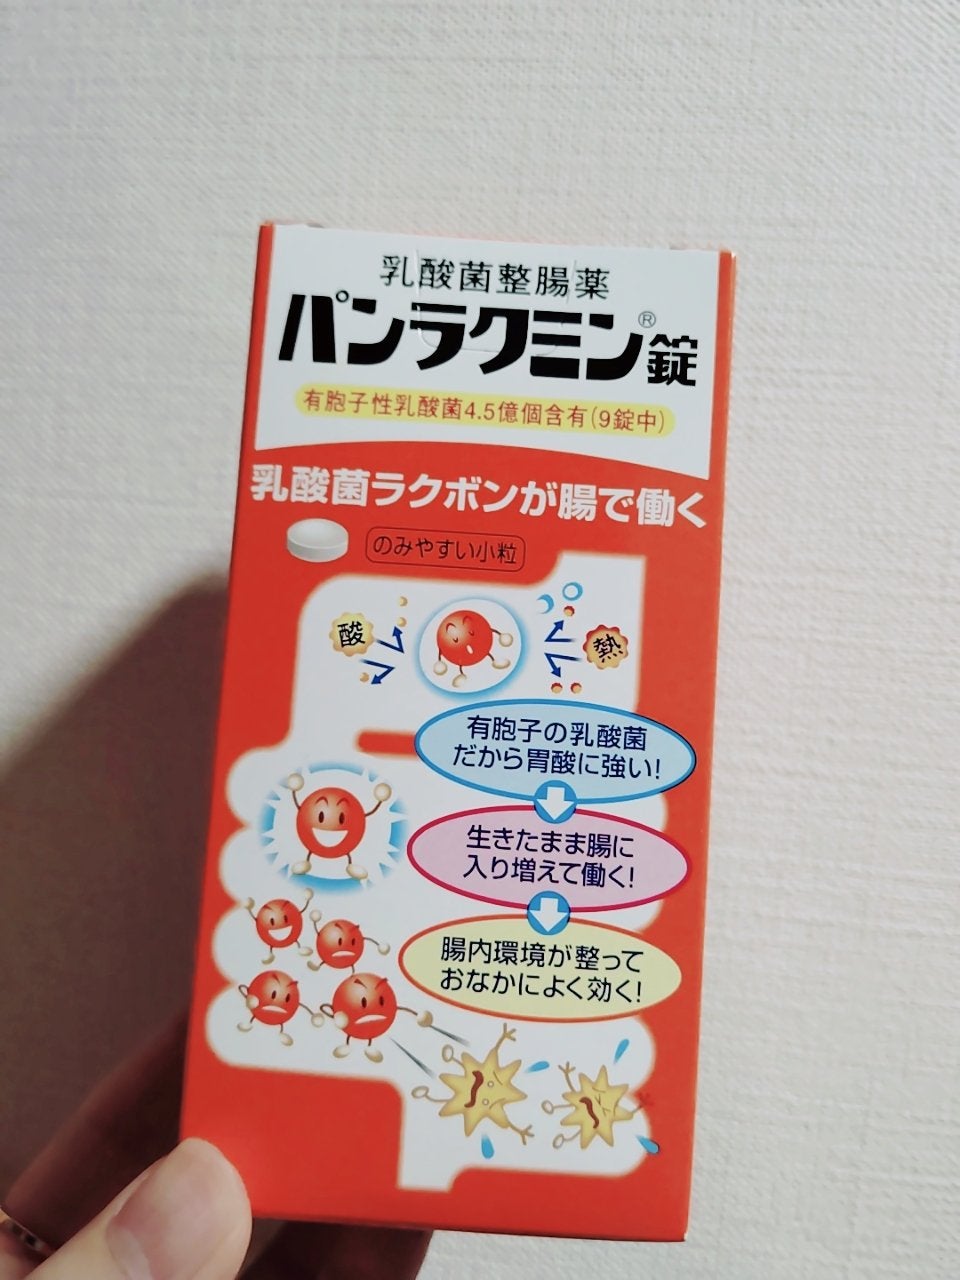 乳酸菌整腸薬
パンラクミン®錠
有胞子性乳酸菌4.5億個含有(9錠中)
乳酸菌ラクボンが腸で働く
のみやすい小粒
酸
熱
有胞子の乳酸菌
だから胃酸に強い!
生きたまま腸に
入り増えて働く!
腸内環境が整って
おなかによく効く!